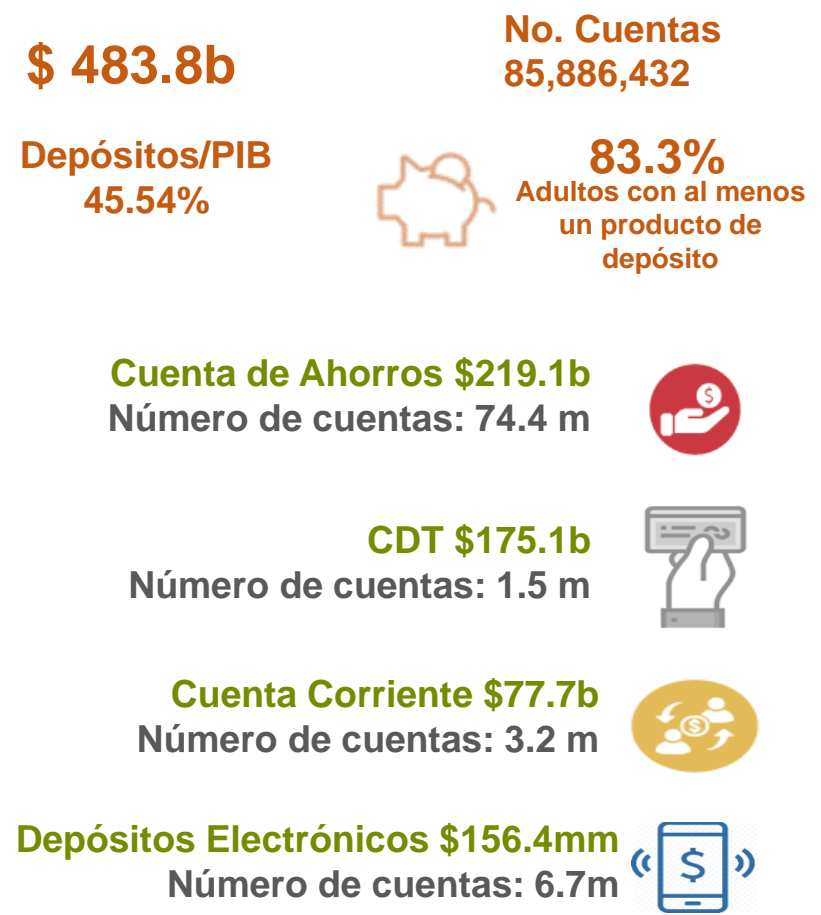 $ 483.8b
No. Cuentas
85,886,432
Depósitos/PIB
45.54%
83.3%
Adultos con al menos
un producto de
depósito
Cuenta de Ahorros $219.1b
Número de cuentas: 74.4 m
$
CDT $175.1b
Número de cuentas: 1.5 m
Cuenta Corriente $77.7b
Número de cuentas: 3.2 m
$
Depósitos Electrónicos $156.4mm
Número de cuentas: 6.7m
$